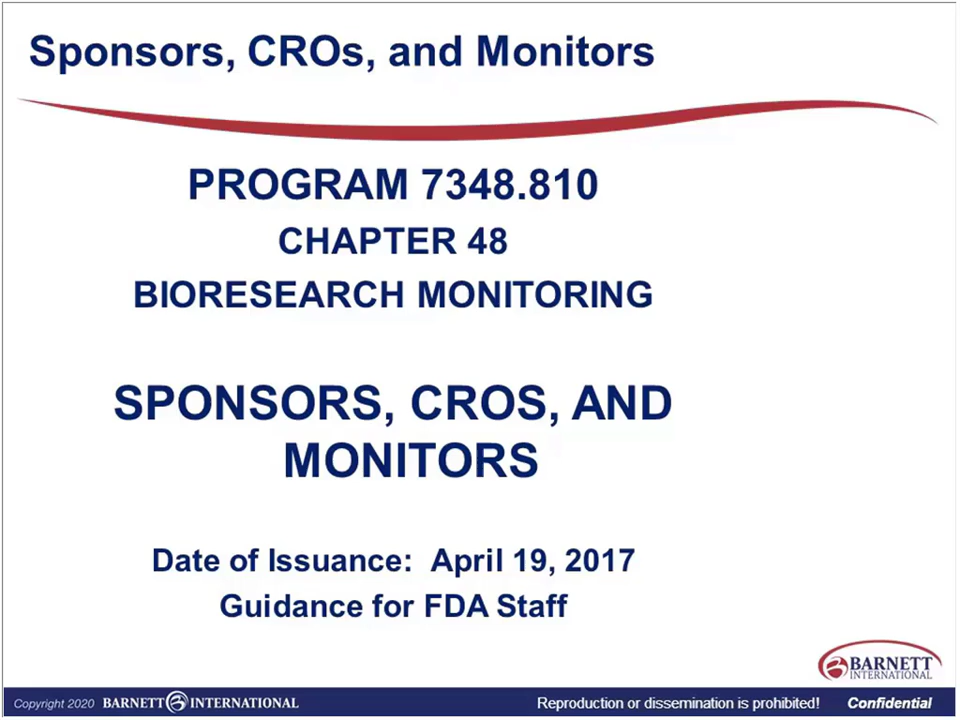 Sponsors, CROs, and Monitors
PROGRAM 7348.810
CHAPTER 48
BIORESEARCH MONITORING
SPONSORS, CROS, AND
MONITORS
Date of Issuance: April 19, 2017
Guidance for FDA Staff
BARNETT
INTERNATIONAL
Copyright 2020 BARNETT INTERNATIONAL Reproduction or dissemination is prohibited! Confidential